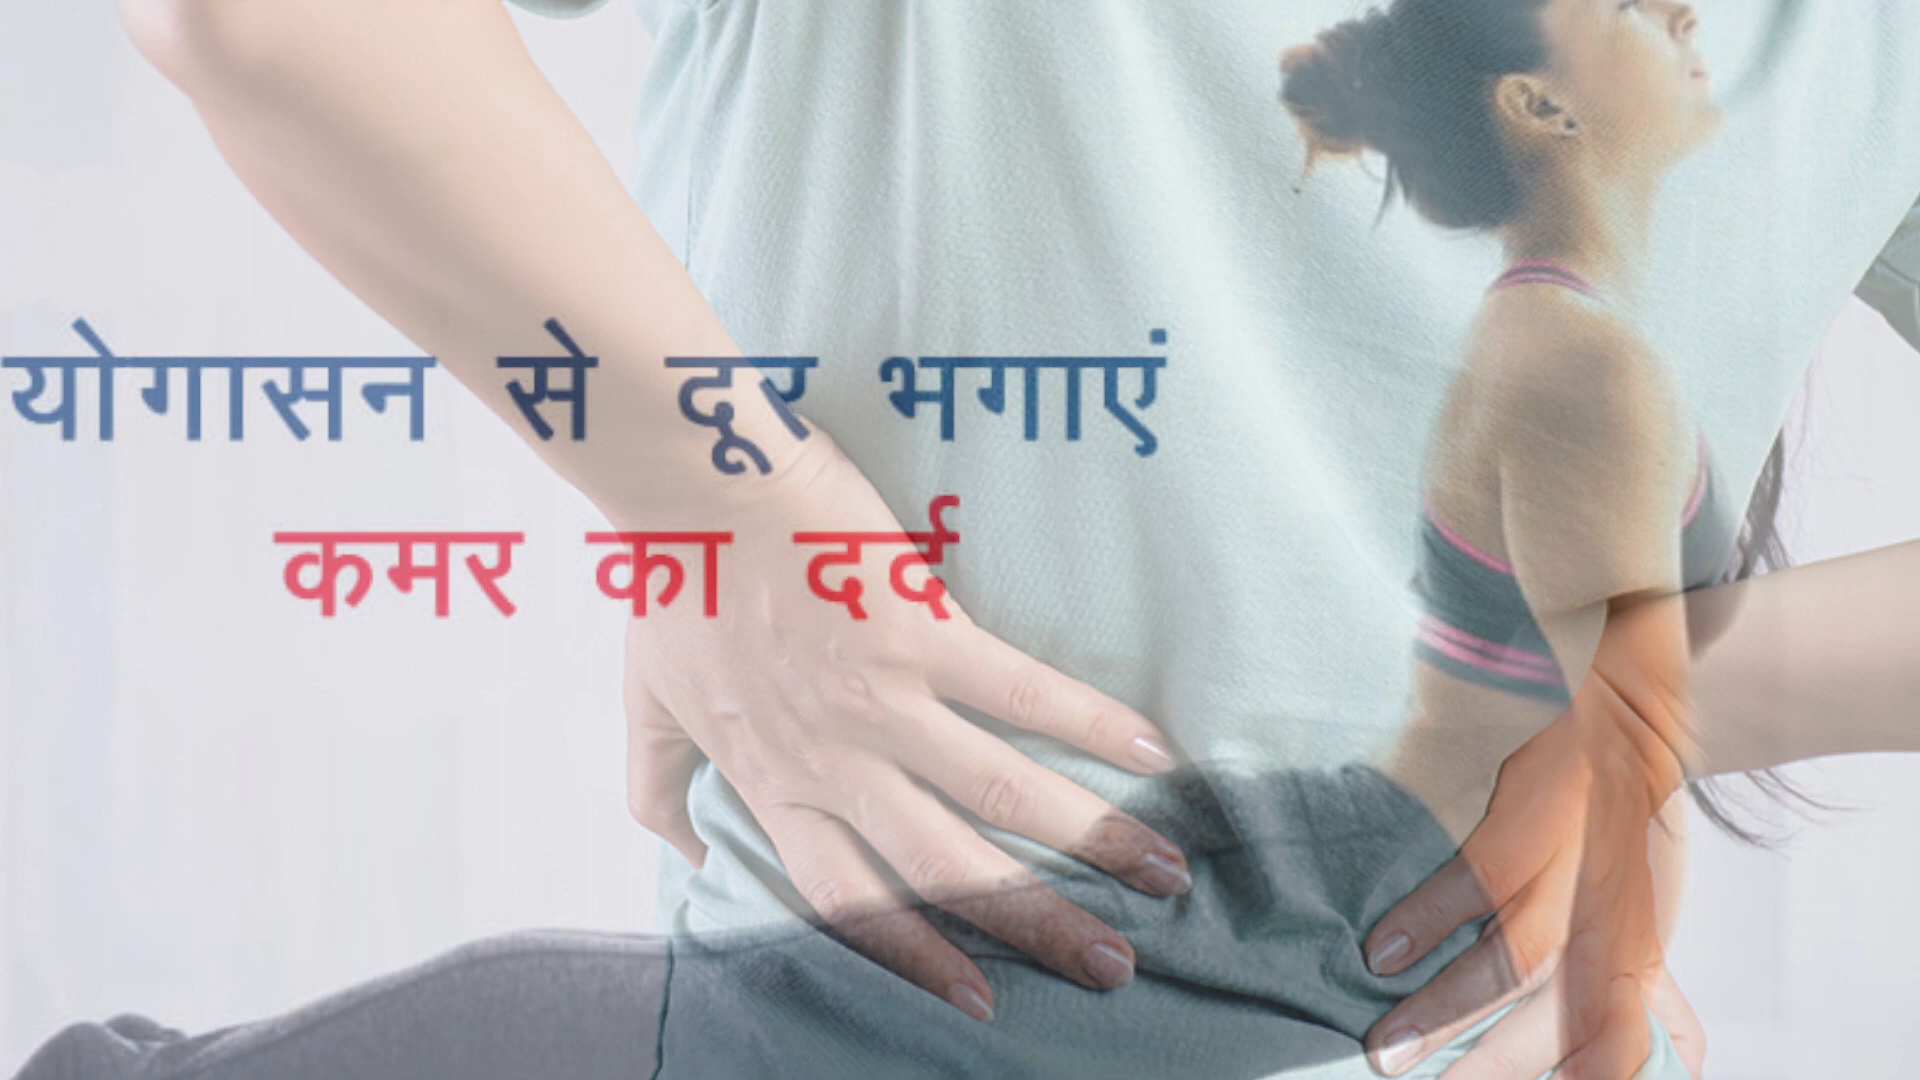 योगासन से दूर भगाएं
कमर का दर्द